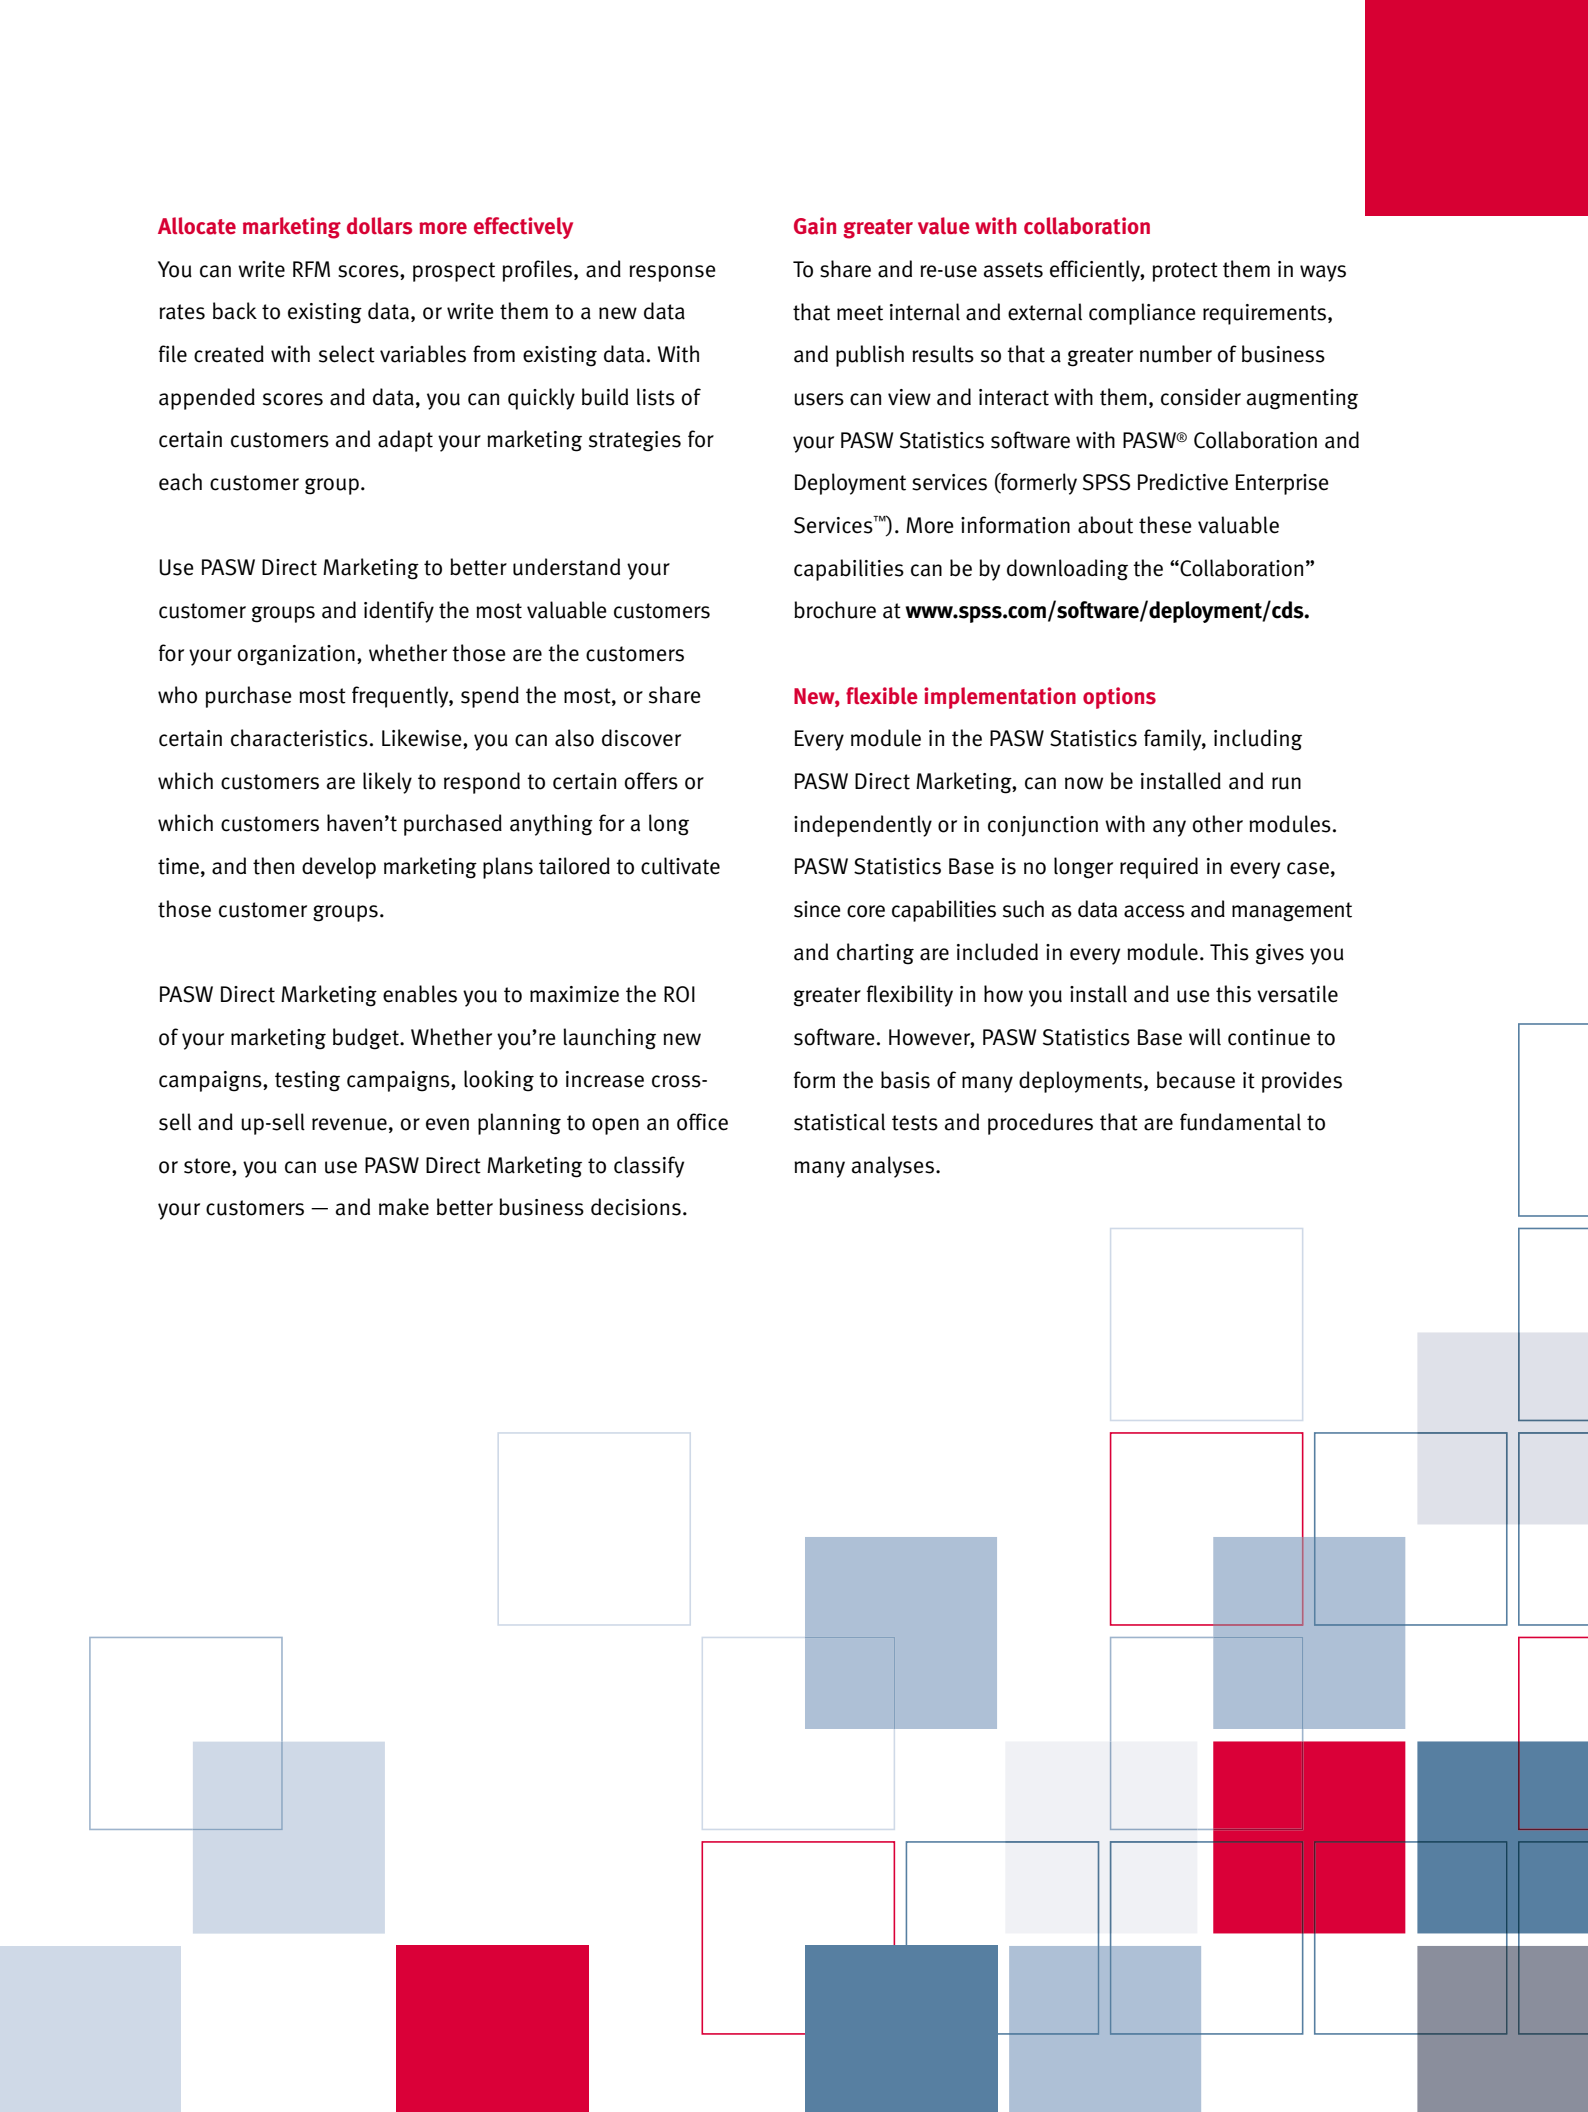 Allocate marketing dollars more effectively
You can write RFM scores, prospect profiles, and response
rates back to existing data, or write them to a new data
file created with select variables from existing data. With
appended scores and data, you can quickly build lists of
certain customers and adapt your marketing strategies for
each customer group.
Use PASW Direct Marketing to better understand your
customer groups and identify the most valuable customers
for your organization, whether those are the customers
who purchase most frequently, spend the most, or share
certain characteristics. Likewise, you can also discover
which customers are likely to respond to certain offers or
which customers haven’t purchased anything for a long
time, and then develop marketing plans tailored to cultivate
those customer groups.
PASW Direct Marketing enables you to maximize the ROI
of your marketing budget. Whether you’re launching new
campaigns, testing campaigns, looking to increase cross-
sell and up-sell revenue, or even planning to open an office
or store, you can use PASW Direct Marketing to classify
your customers — and make better business decisions.
Gain greater value with collaboration
To share and re-use assets efficiently, protect them in ways
that meet internal and external compliance requirements,
and publish results so that a greater number of business
users can view and interact with them, consider augmenting
your PASW Statistics software with PASW® Collaboration and
Deployment services (formerly SPSS Predictive Enterprise
Services™). More information about these valuable
capabilities can be by downloading the “Collaboration”
brochure at www.spss.com/software/deployment/cds.
New, flexible implementation options
Every module in the PASW Statistics family, including
PASW Direct Marketing, can now be installed and run
independently or in conjunction with any other modules.
PASW Statistics Base is no longer required in every case,
since core capabilities such as data access and management
and charting are included in every module. This gives you
greater flexibility in how you install and use this versatile
software. However, PASW Statistics Base will continue to
form the basis of many deployments, because it provides
statistical tests and procedures that are fundamental to
many analyses.